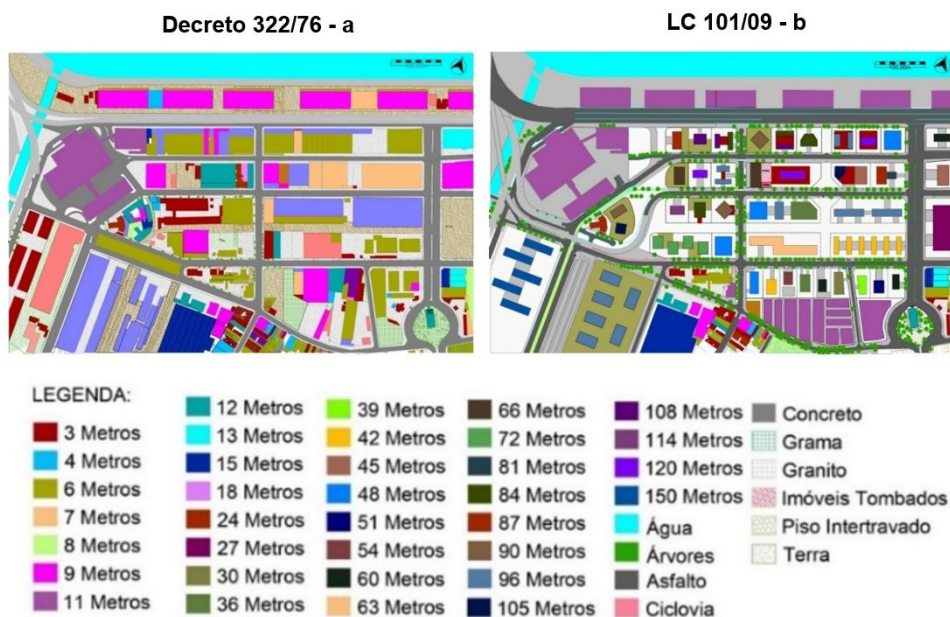 Decreto 322/76 - a
LC 101/09 - b
LEGENDA:
3 Metros
4 Metros
6 Metros
7 Metros
8 Metros
9 Metros
11 Metros
12 Metros
13 Metros
15 Metros
18 Metros
24 Metros
27 Metros
30 Metros
36 Metros
39 Metros
42 Metros
45 Metros
48 Metros
51 Metros
54 Metros
60 Metros
63 Metros
66 Metros
72 Metros
81 Metros
84 Metros
87 Metros
90 Metros
96 Metros
105 Metros
108 Metros
114 Metros
120 Metros
150 Metros
Água
Árvores
Asfalto
Ciclovia
Concreto
Grama
Granito
Imóveis Tombados
Piso Intertravado
Terra